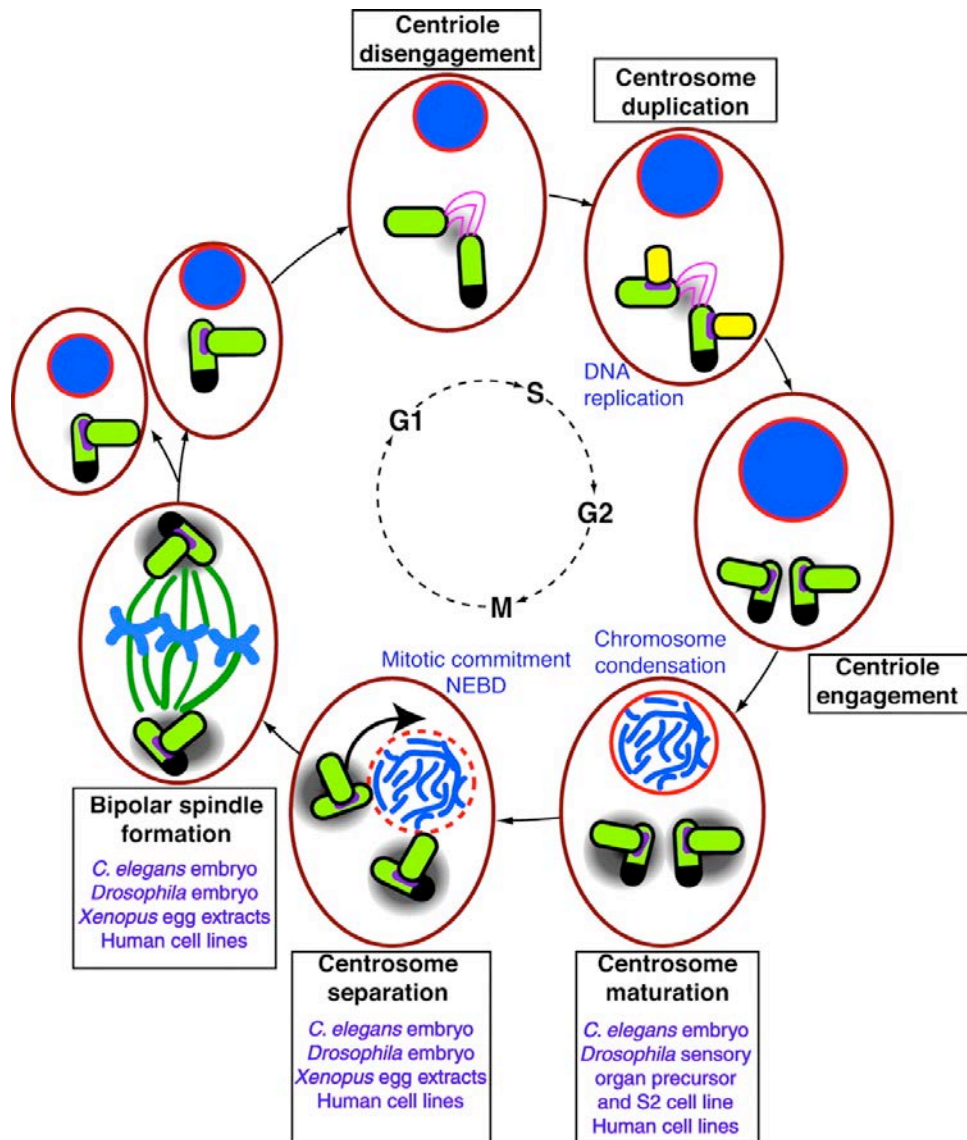 Centriole
disengagement
Centrosome
duplication
DNA
replication
G1
S
G2
M
Centriole
engagement
Chromosome
condensation
Mitotic commitment
NEBD
Bipolar spindle
formation
C. elegans embryo
Drosophila embryo
Xenopus egg extracts
Human cell lines
Centrosome
separation
C. elegans embryo
Drosophila embryo
Xenopus egg extracts
Human cell lines
Centrosome
maturation
C. elegans embryo
Drosophila sensory
organ precursor
and S2 cell line
Human cell lines